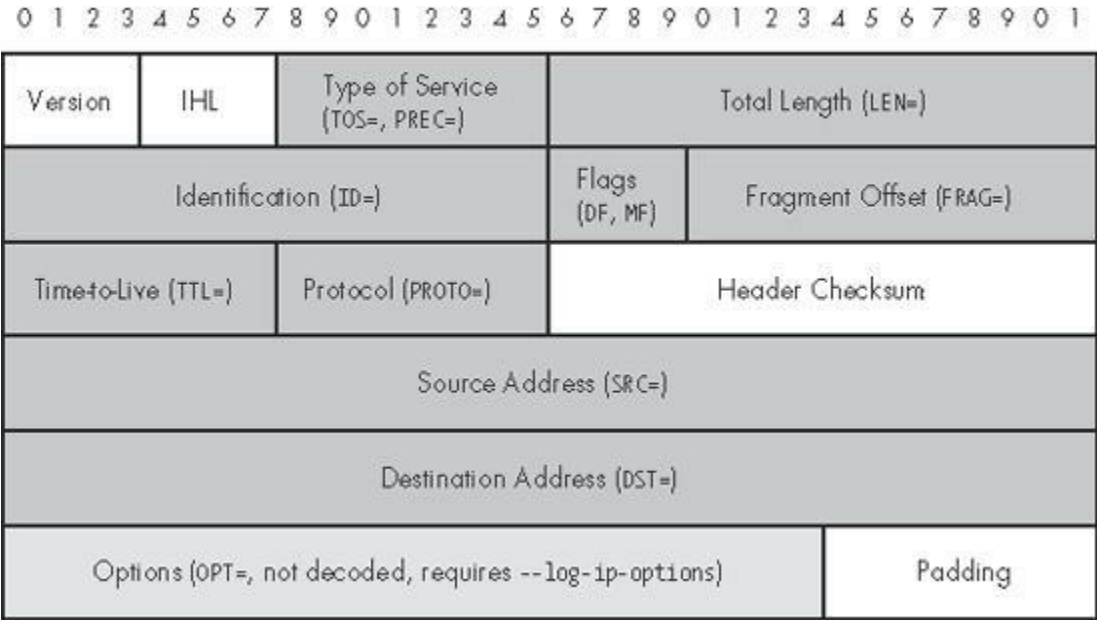 0 1 2 3 4 5 6 7 8 9 0 1 2 3 4 5 6 7 8 9 0 1 2 3 4 5 6 7 8 9 0 1
Version IHL Type of Service Total Length (LEN=)
(TOS=, PREC=)
Identification (ID=) Flags Fragment Offset (FRAG=)
(DF, MF)
Time-to-Live (TTL=) Protocol (PROTO=) Header Checksum
Source Address (SRC=)
Destination Address (DST=)
Options (OPT=, not decoded, requires --log-ip-options) Padding